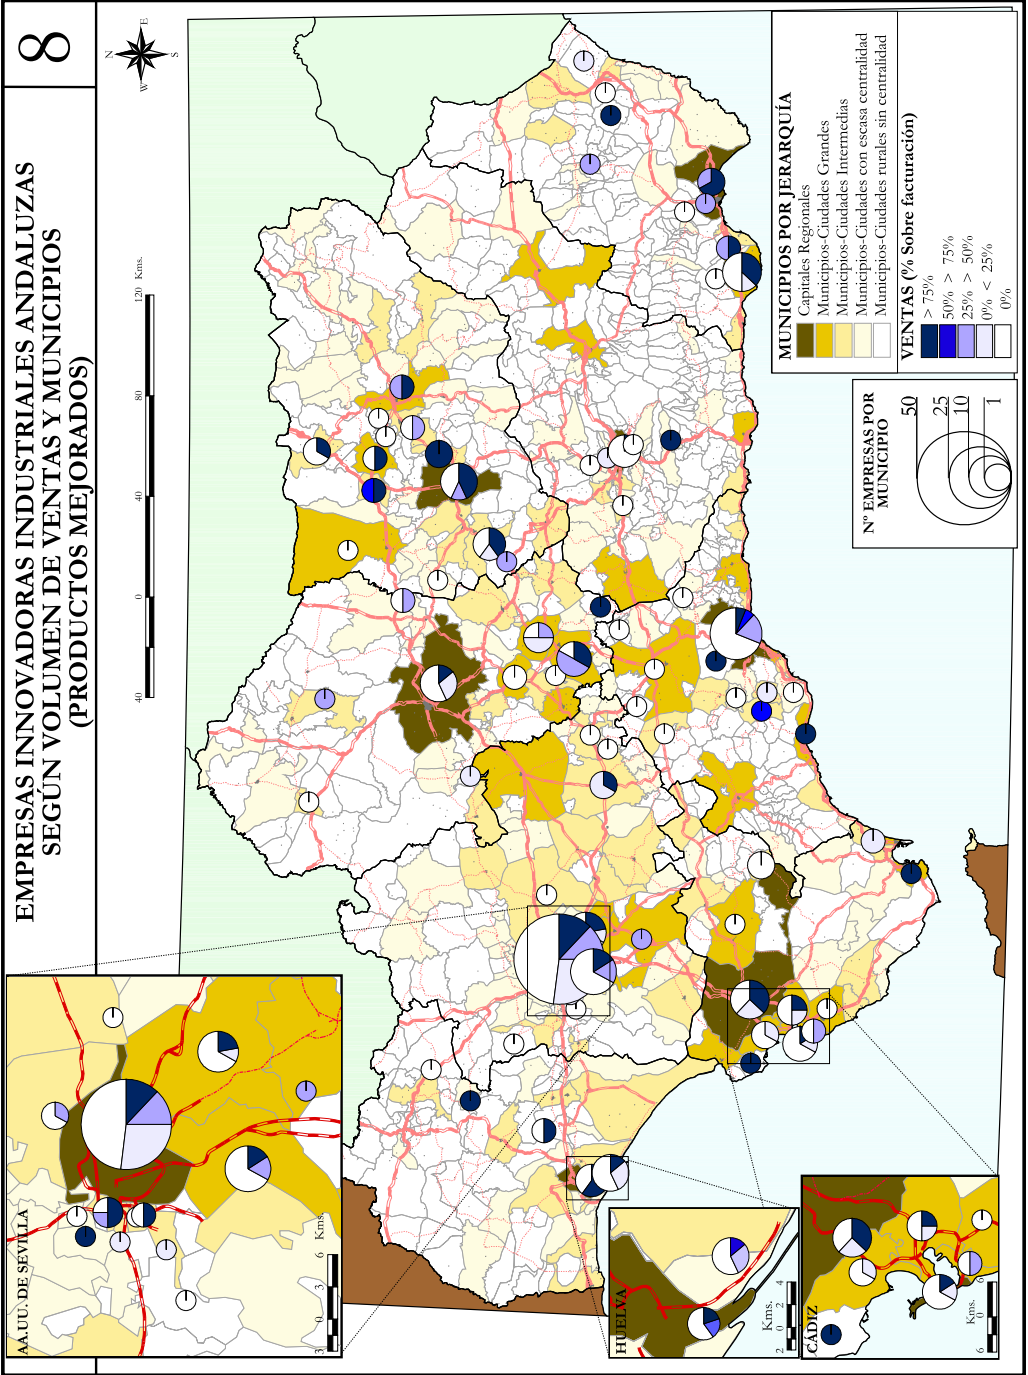 8
EMPRESAS INNOVADORAS INDUSTRIALES ANDALUZAS
SEGÚN VOLUMEN DE VENTAS Y MUNICIPIOS
(PRODUCTOS MEJORADOS)
N
E
S
W
40
0
40
80
120
Kms.
MUNICIPIOS POR JERARQUÍA
Capitales Regionales
Municipios-Ciudades Grandes
Municipios-Ciudades Intermedias
Municipios-Ciudades con escasa centralidad
Municipios-Ciudades rurales sin centralidad
VENTAS (% Sobre facturación)
> 75%
50% > 75%
25% > 50%
0% < 25%
0%
Nº EMPRESAS POR
MUNICIPIO
50
25
10
1
AA.UU. DE SEVILLA
3
0
3
6
Kms.
HUELVA
2
0
2
4
Kms.
CÁDIZ
6
0
6
Kms.